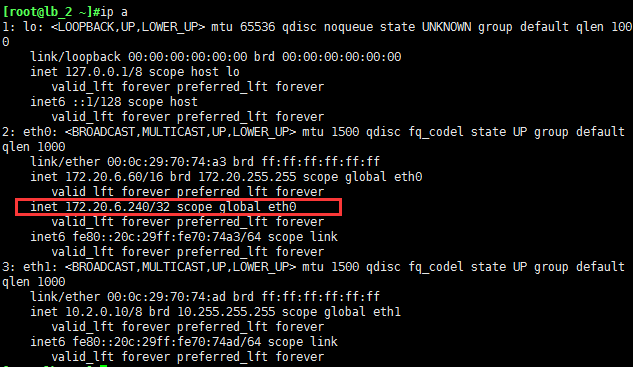 [root@lb_2 ~]#ip a
1: lo: <LOOPBACK,UP,LOWER_UP> mtu 65536 qdisc noqueue state UNKNOWN group default qlen 100
0
link/loopback 00:00:00:00:00:00 brd 00:00:00:00:00:00
inet 127.0.0.1/8 scope host lo
valid_lft forever preferred_lft forever
inet6 ::1/128 scope host
valid_lft forever preferred_lft forever
2: eth0: <BROADCAST,MULTICAST,UP,LOWER_UP> mtu 1500 qdisc fq_codel state UP group default
qlen 1000
link/ether 00:0c:29:70:74:a3 brd ff:ff:ff:ff:ff:ff
inet 172.20.6.60/16 brd 172.20.255.255 scope global eth0
valid_lft forever preferred_lft forever
inet 172.20.6.240/32 scope global eth0
valid_lft forever preferred_lft forever
inet6 fe80::20c:29ff:fe70:74a3/64 scope link
valid_lft forever preferred_lft forever
3: eth1: <BROADCAST,MULTICAST,UP,LOWER_UP> mtu 1500 qdisc fq_codel state UP group default
qlen 1000
link/ether 00:0c:29:70:74:ad brd ff:ff:ff:ff:ff:ff
inet 10.2.0.10/8 brd 10.255.255.255 scope global eth1
valid_lft forever preferred_lft forever
inet6 fe80::20c:29ff:fe70:74ad/64 scope link
valid_lft forever preferred_lft forever